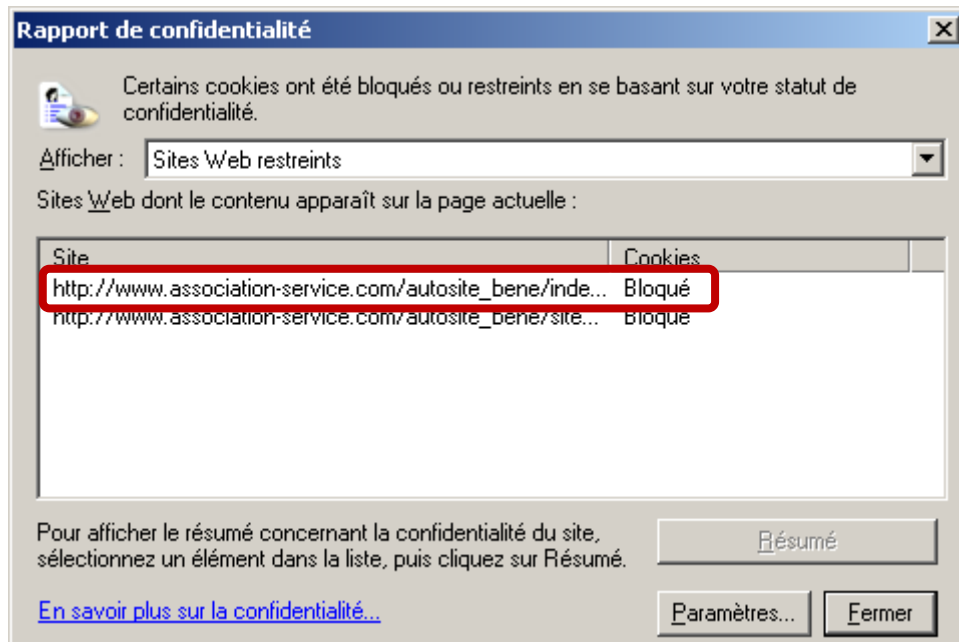 Rapport de confidentialité
Certains cookies ont été bloqués ou restreints en se basant sur votre statut de
confidentialité.
Afficher : Sites Web restreints
Sites Web dont le contenu apparaît sur la page actuelle :
Site Cookies
http://www.association-service.com/autosite_bene/inde... Bloqué
http://www.association-service.com/autosite_bene/site... Bloqué
Pour afficher le résumé concernant la confidentialité du site,
sélectionnez un élément dans la liste, puis cliquez sur Résumé.
Résumé
En savoir plus sur la confidentialité...
Paramètres... Fermer